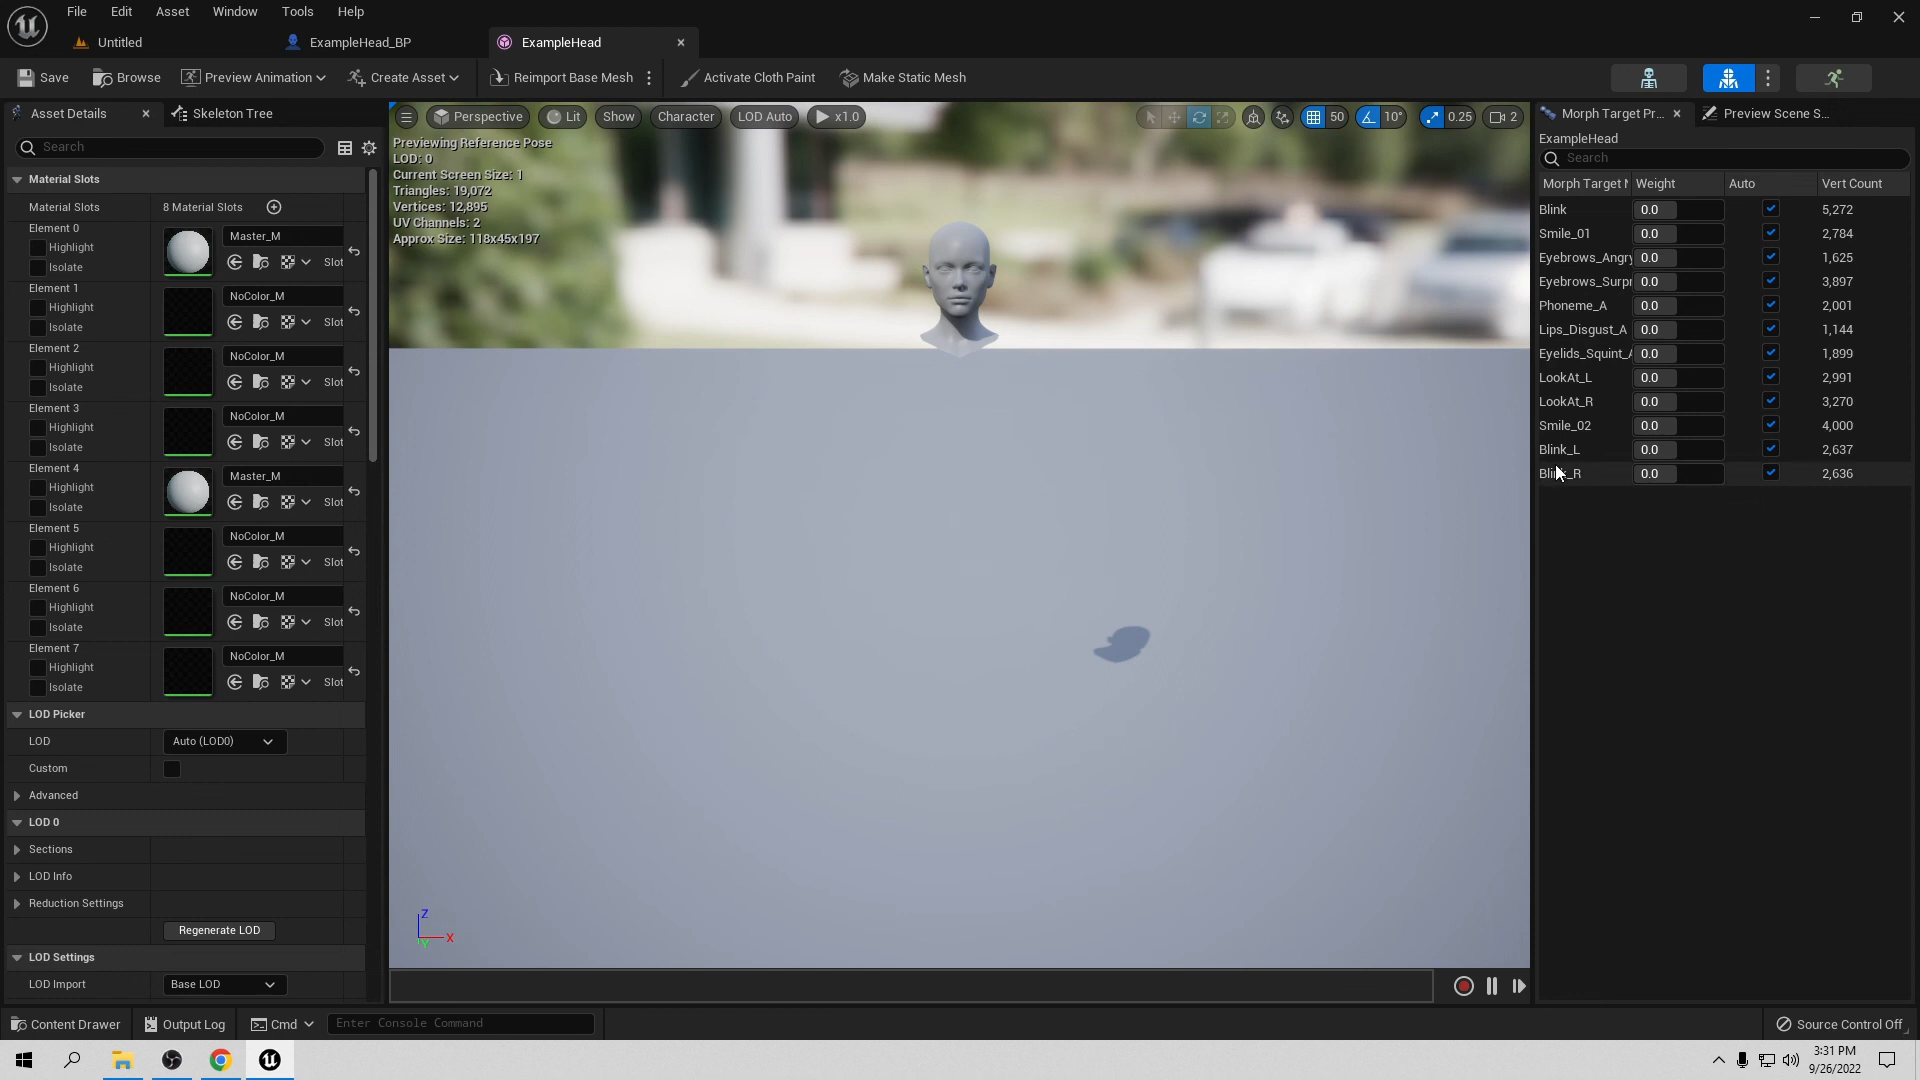 File Edit Asset Window Tools Help
Untitled ExampleHead_BP ExampleHead
Save Browse Preview Animation Create Asset Reimport Base Mesh Activate Cloth Paint Make Static Mesh
Asset Details Skeleton Tree
Search
Material Slots
Material Slots 8 Material Slots
Element 0
Highlight
Isolate
Master_M
Slot
Element 1
Highlight
Isolate
NoColor_M
Slot
Element 2
Highlight
Isolate
NoColor_M
Slot
Element 3
Highlight
Isolate
NoColor_M
Slot
Element 4
Highlight
Isolate
Master_M
Slot
Element 5
Highlight
Isolate
NoColor_M
Slot
Element 6
Highlight
Isolate
NoColor_M
Slot
Element 7
Highlight
Isolate
NoColor_M
Slot
LOD Picker
LOD Auto (LOD0)
Custom
Advanced
LOD 0
Sections
LOD Info
Reduction Settings
Regenerate LOD
LOD Settings
LOD Import Base LOD
Perspective Lit Show Character LOD Auto x1.0 50 10° 0.25 2
Previewing Reference Pose
LOD: 0
Current Screen Size: 1
Triangles: 19,072
Vertices: 12,895
UV Channels: 2
Approx Size: 118x45x197
Z
X
Y
Morph Target Pr... Preview Scene S...
ExampleHead
Search
Morph Target N Weight Auto Vert Count
Blink 0.0 5,272
Smile_01 0.0 2,784
Eyebrows_Angry 0.0 1,625
Eyebrows_Surpr 0.0 3,897
Phoneme_A 0.0 2,001
Lips_Disgust_A 0.0 1,144
Eyelids_Squint_A 0.0 1,899
LookAt_L 0.0 2,991
LookAt_R 0.0 3,270
Smile_02 0.0 4,000
Blink_L 0.0 2,637
Blink_R 0.0 2,636
Content Drawer Output Log Cmd Enter Console Command Source Control Off
3:31 PM
9/26/2022